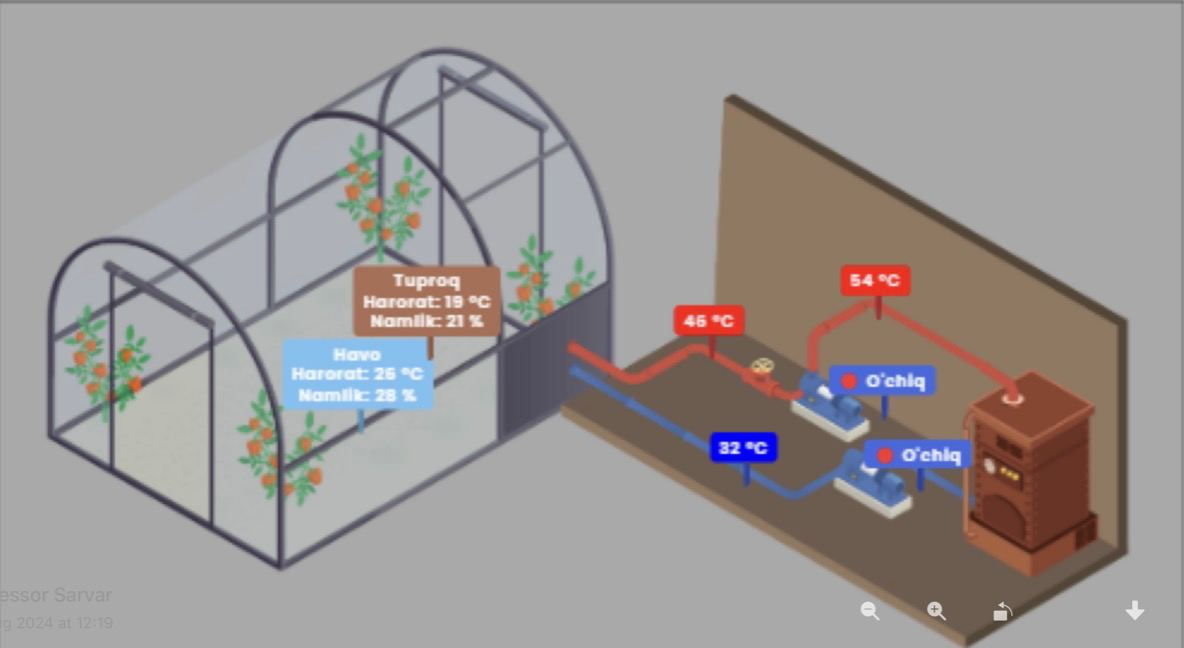 Tuproq
Harorat: 19 °C
Namlik: 21 %
Havo
Harorat: 26 °C
Namlik: 28 %
46 °C
54 °C
O'chiq
32 °C
O'chiq
essor Sarvar
g 2024 at 12:19